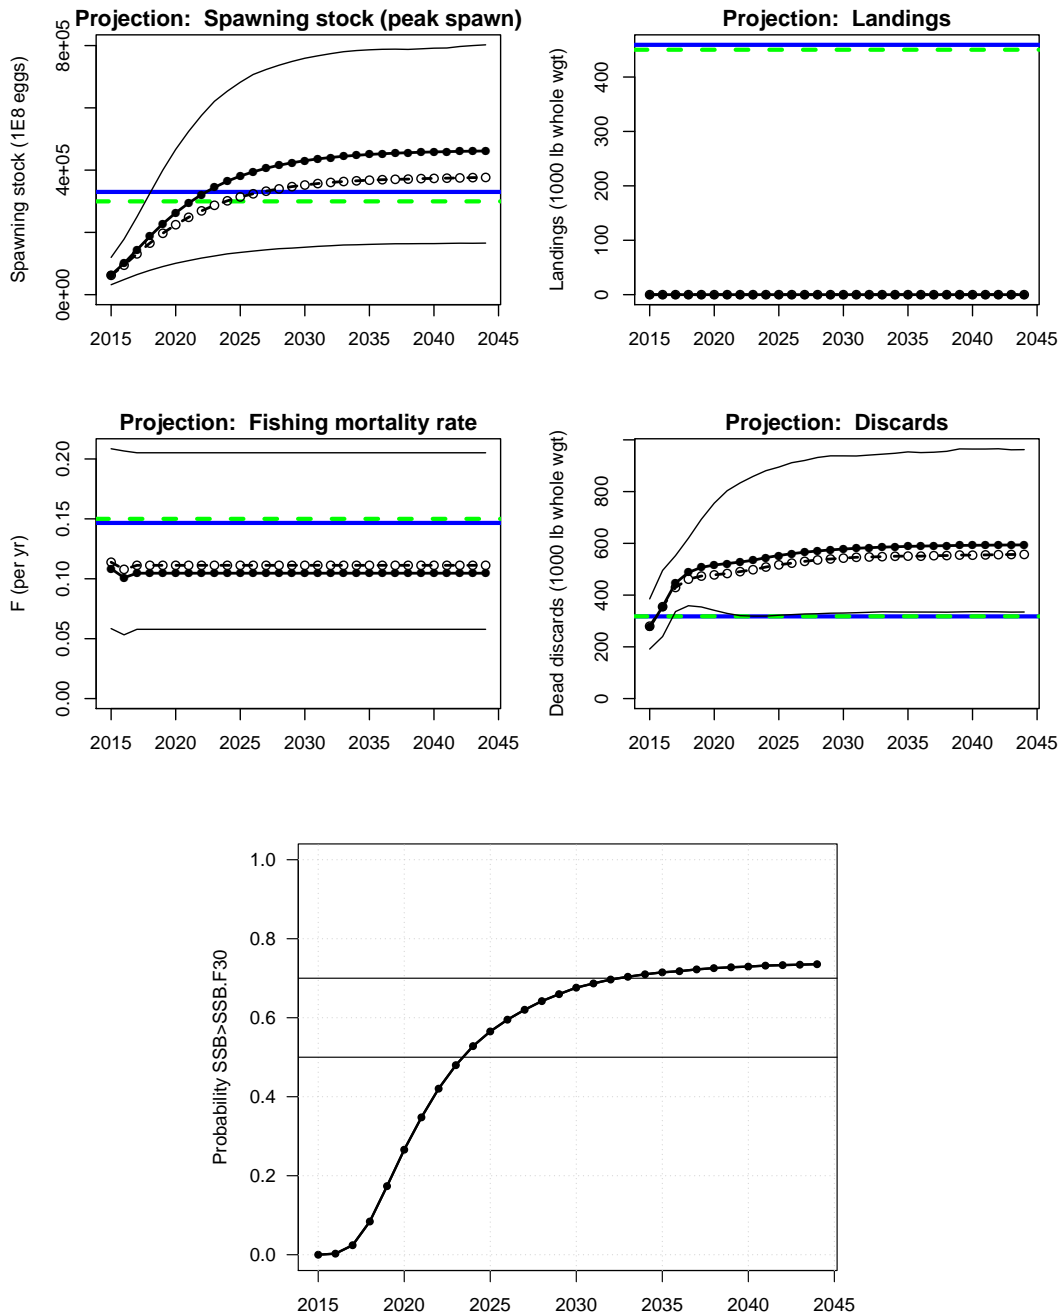 Projection: Spawning stock (peak spawn)
Spawning stock (1E8 eggs)
0e+00 4e+05 8e+05
2015 2020 2025 2030 2035 2040 2045
Projection: Landings
Landings (1000 lb whole wgt)
0 100 200 300 400
2015 2020 2025 2030 2035 2040 2045
Projection: Fishing mortality rate
F (per yr)
0.00 0.05 0.10 0.15 0.20
2015 2020 2025 2030 2035 2040 2045
Projection: Discards
Dead discards (1000 lb whole wgt)
0 200 400 600 800
2015 2020 2025 2030 2035 2040 2045
Probability SSB>SSB.F30
0.0 0.2 0.4 0.6 0.8 1.0
2015 2020 2025 2030 2035 2040 2045